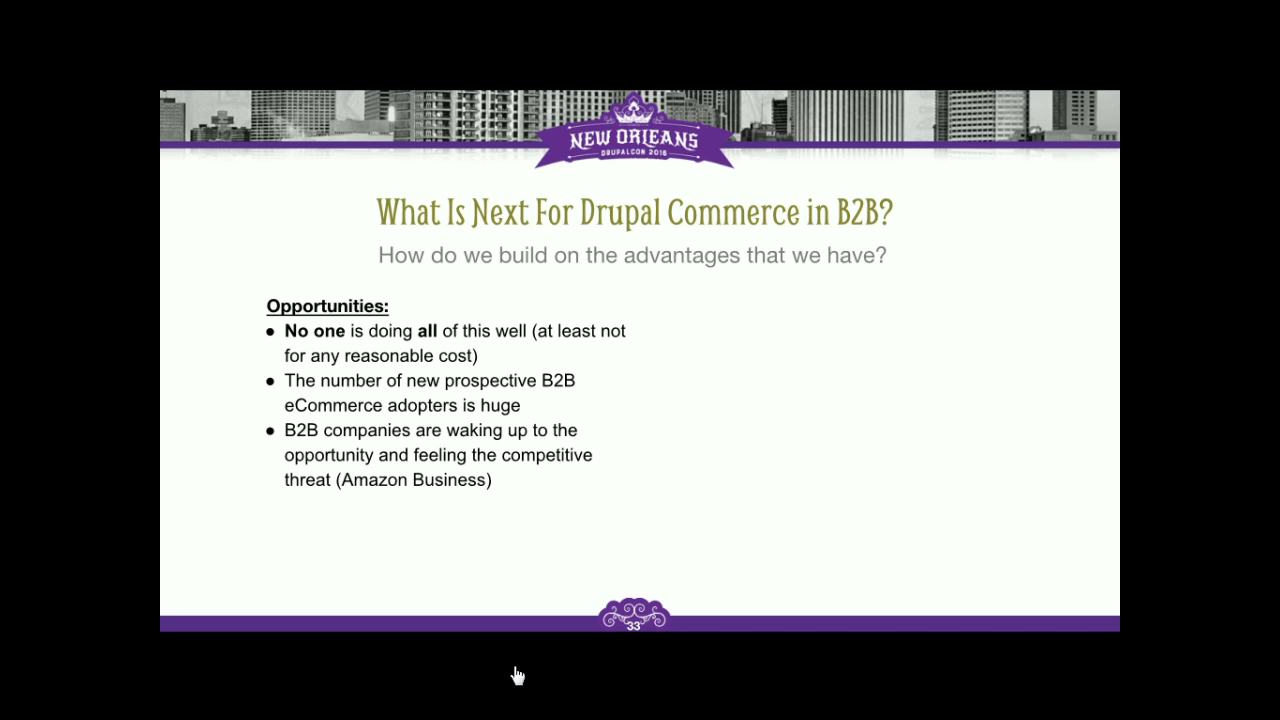 NEW ORLEANS
DRUPALCON 2016
What Is Next For Drupal Commerce in B2B?
How do we build on the advantages that we have?
Opportunities:
● No one is doing all of this well (at least not
for any reasonable cost)
● The number of new prospective B2B
eCommerce adopters is huge
● B2B companies are waking up to the
opportunity and feeling the competitive
threat (Amazon Business)
33